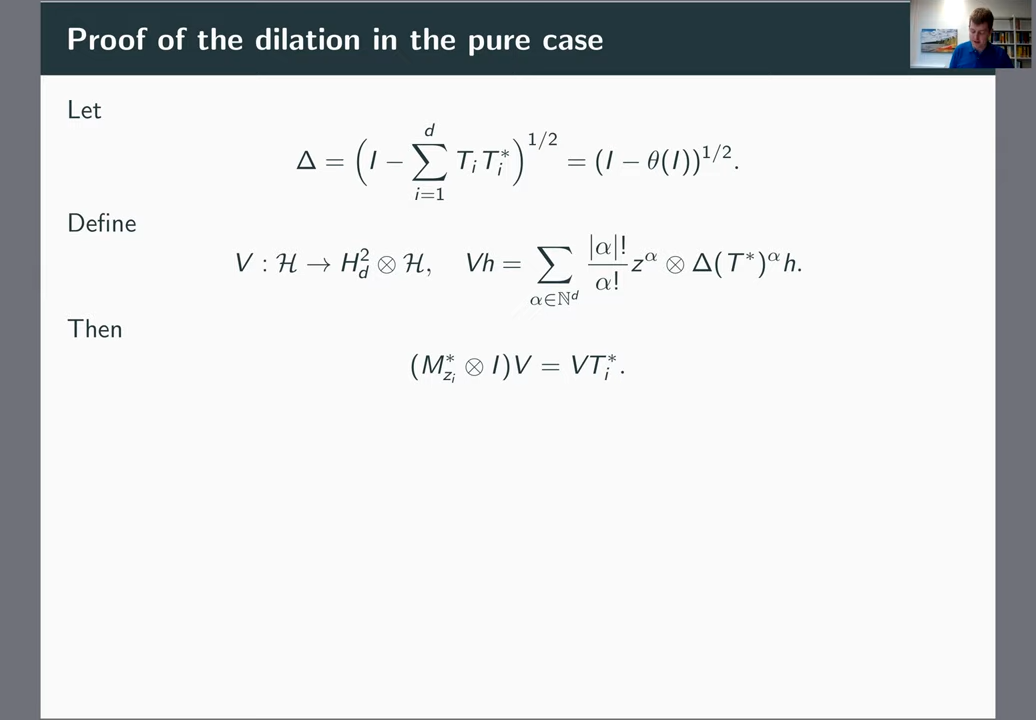 Proof of the dilation in the pure case
Let
Δ = (I − ∑_{i=1}^{d} T_i T_i^*)^{1/2} = (I − θ(I))^{1/2}.
Define
V : ℋ → H_d^2 ⊗ ℋ, Vh = ∑_{α∈ℕ^d} \frac{|α|!}{α!} z^α ⊗ Δ(T^*)^α h.
Then
(M_{z_i}^* ⊗ I)V = VT_i^*.